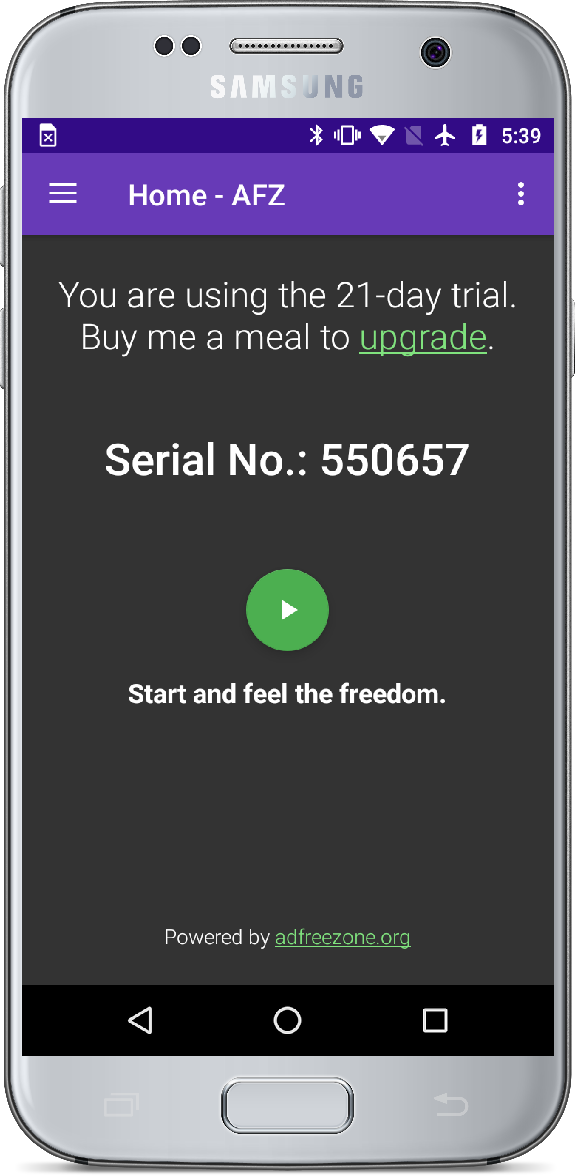 SAMSUNG
5:39
Home - AFZ
You are using the 21-day trial.
Buy me a meal to upgrade.
Serial No.: 550657
Start and feel the freedom.
Powered by adfreezone.org